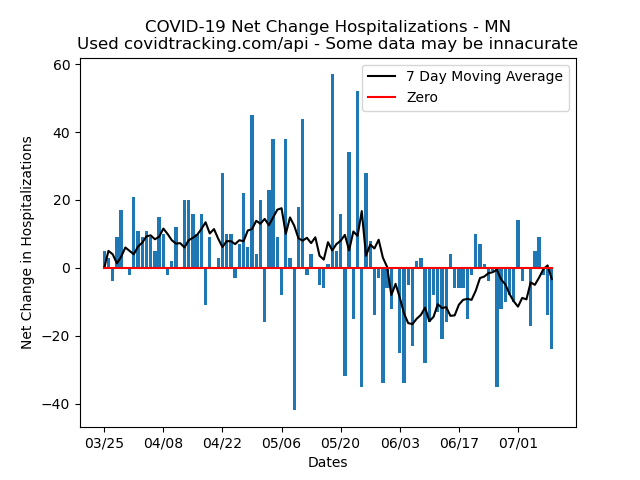 COVID-19 Net Change Hospitalizations - MN
Used covidtracking.com/api - Some data may be innacurate
7 Day Moving Average
Zero
Net Change in Hospitalizations
60
40
20
0
−20
−40
03/25 04/08 04/22 05/06 05/20 06/03 06/17 07/01
Dates